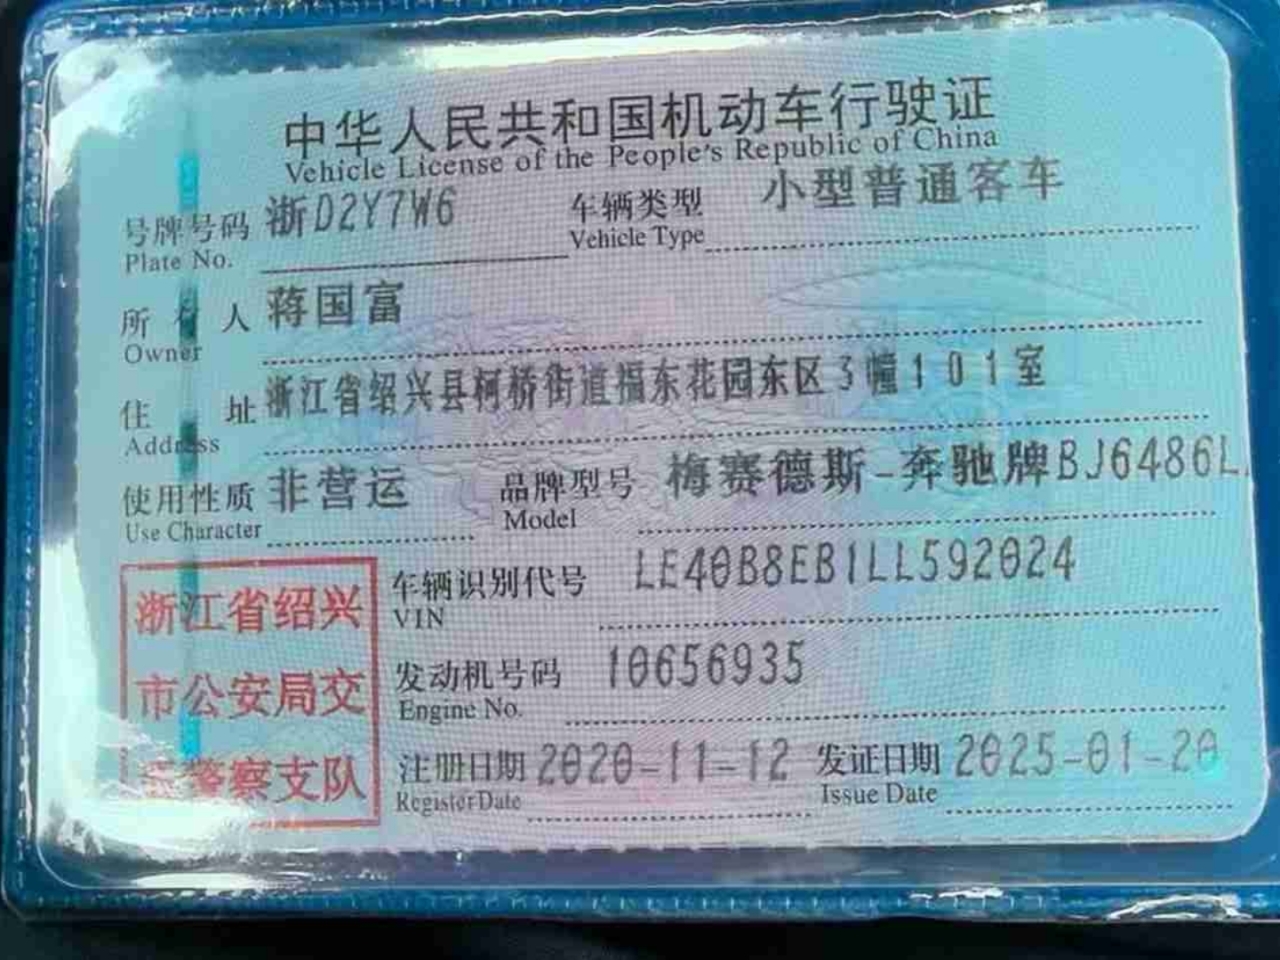 中华人民共和国机动车行驶证
Vehicle License of the People's Republic of China
号牌号码 浙D2Y7W6 车辆类型 小型普通客车
Plate No. Vehicle Type
所有人 蒋国富
Owner
住址 浙江省绍兴县柯桥街道福东花园东区3幢101室
Address
使用性质 非营运 品牌型号 梅赛德斯-奔驰牌BJ6486L
Use Character Model
浙江省绍兴 车辆识别代号 LE40B8EB1LL592024
VIN
市公安局交 发动机号码 10656935
Engine No.
警察支队 注册日期 2020-11-12 发证日期 2025-01-20
Register Date Issue Date